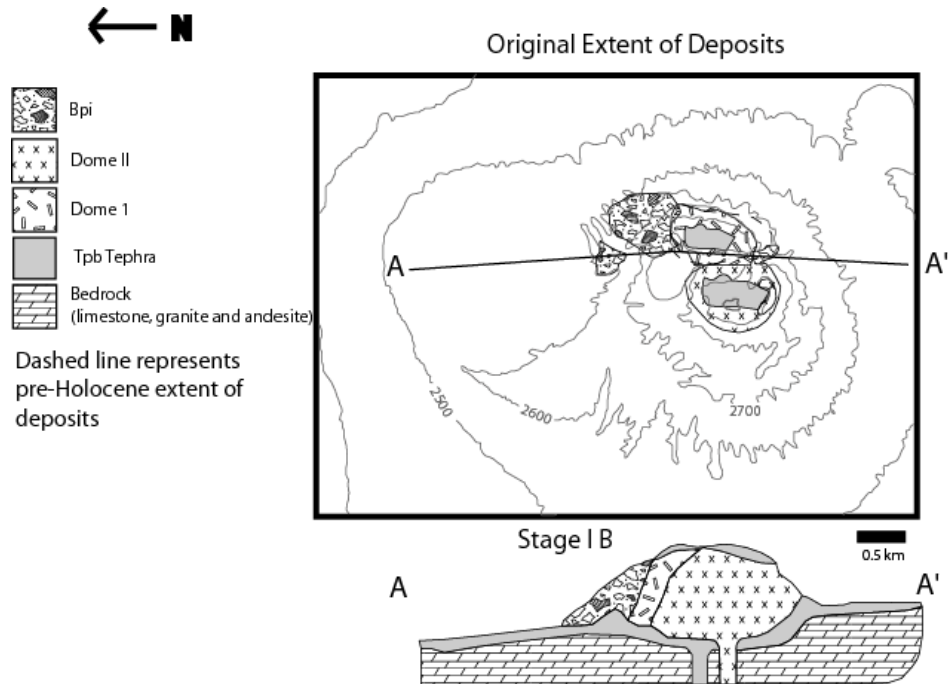 N
Original Extent of Deposits
Bpi
Dome II
Dome 1
Tpb Tephra
Bedrock
(limestone, granite and andesite)
Dashed line represents
pre-Holocene extent of
deposits
A
A'
2500
2600
2700
Stage I B
0.5 km
A
A'